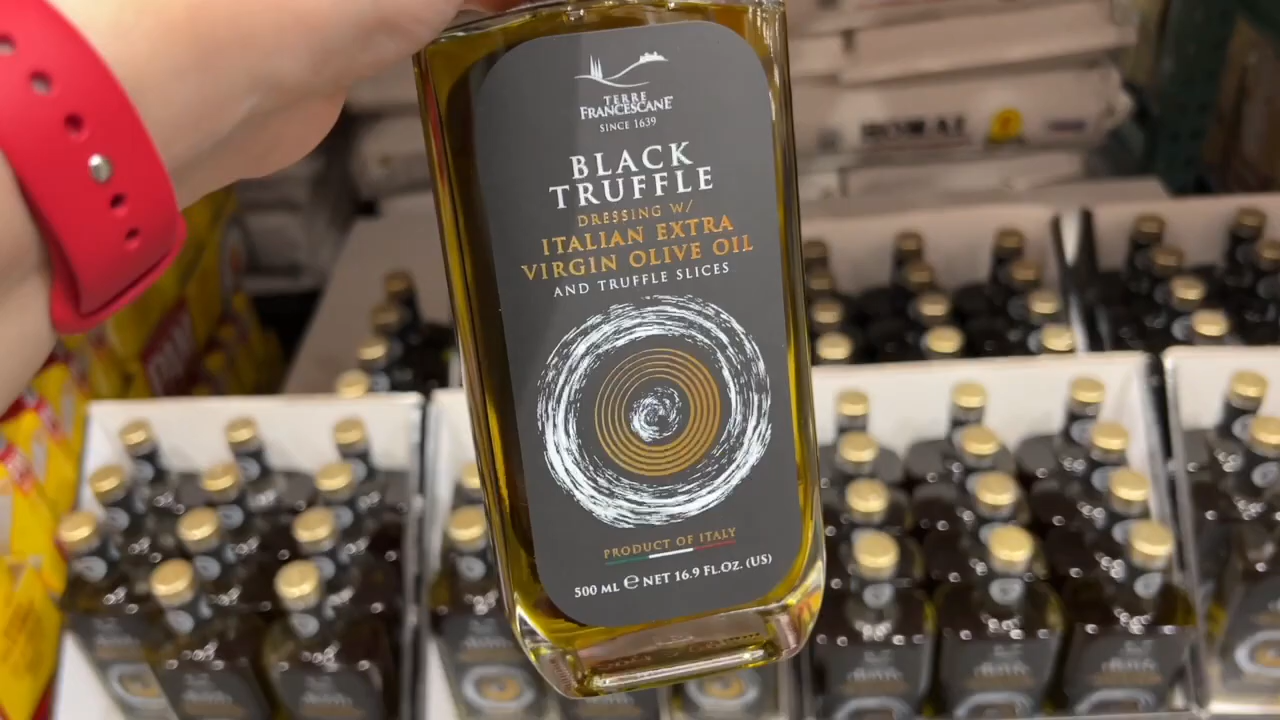 TERRE
FRANCESCANE
SINCE 1639
BLACK
TRUFFLE
DRESSING W/
ITALIAN EXTRA
VIRGIN OLIVE OIL
AND TRUFFLE SLICES
PRODUCT OF ITALY
500 ML ℮ NET 16.9 FL.OZ. (US)